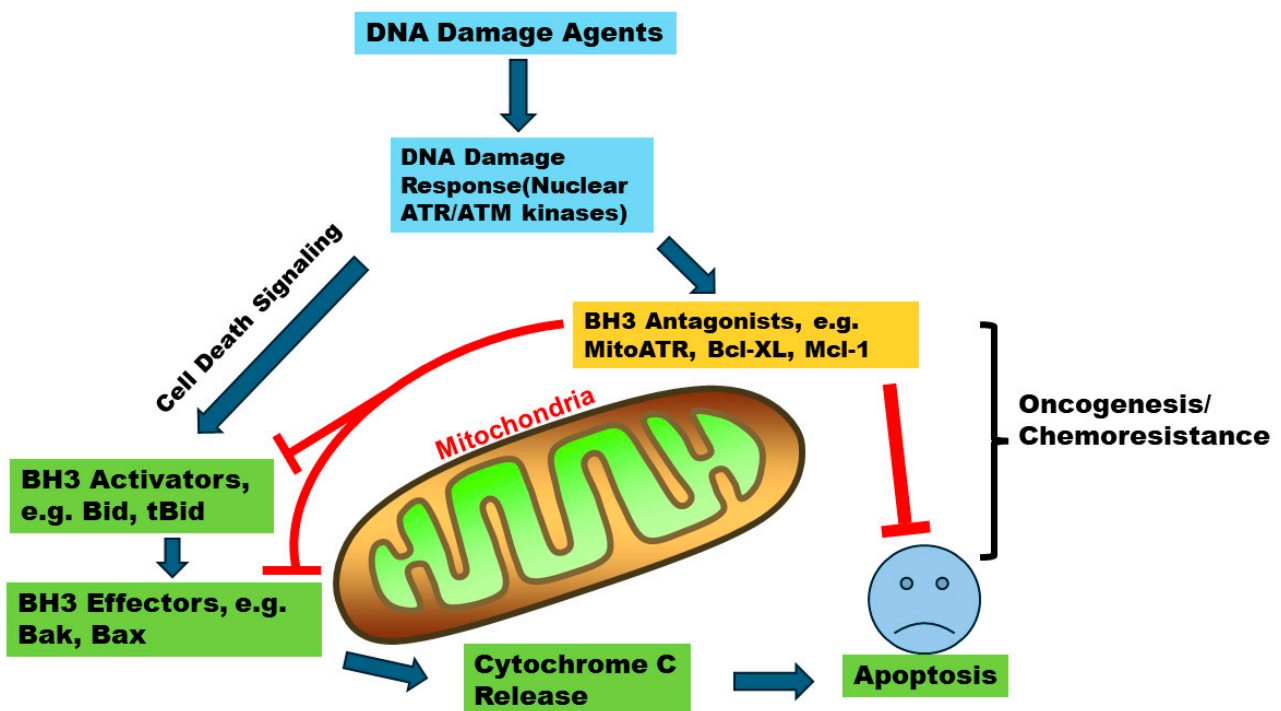 DNA Damage Agents
DNA Damage
Response(Nuclear
ATR/ATM kinases)
Cell Death Signaling
BH3 Antagonists, e.g.
MitoATR, Bcl-XL, Mcl-1
Mitochondria
Oncogenesis/
Chemoresistance
BH3 Activators,
e.g. Bid, tBid
BH3 Effectors, e.g.
Bak, Bax
Cytochrome C
Release
Apoptosis